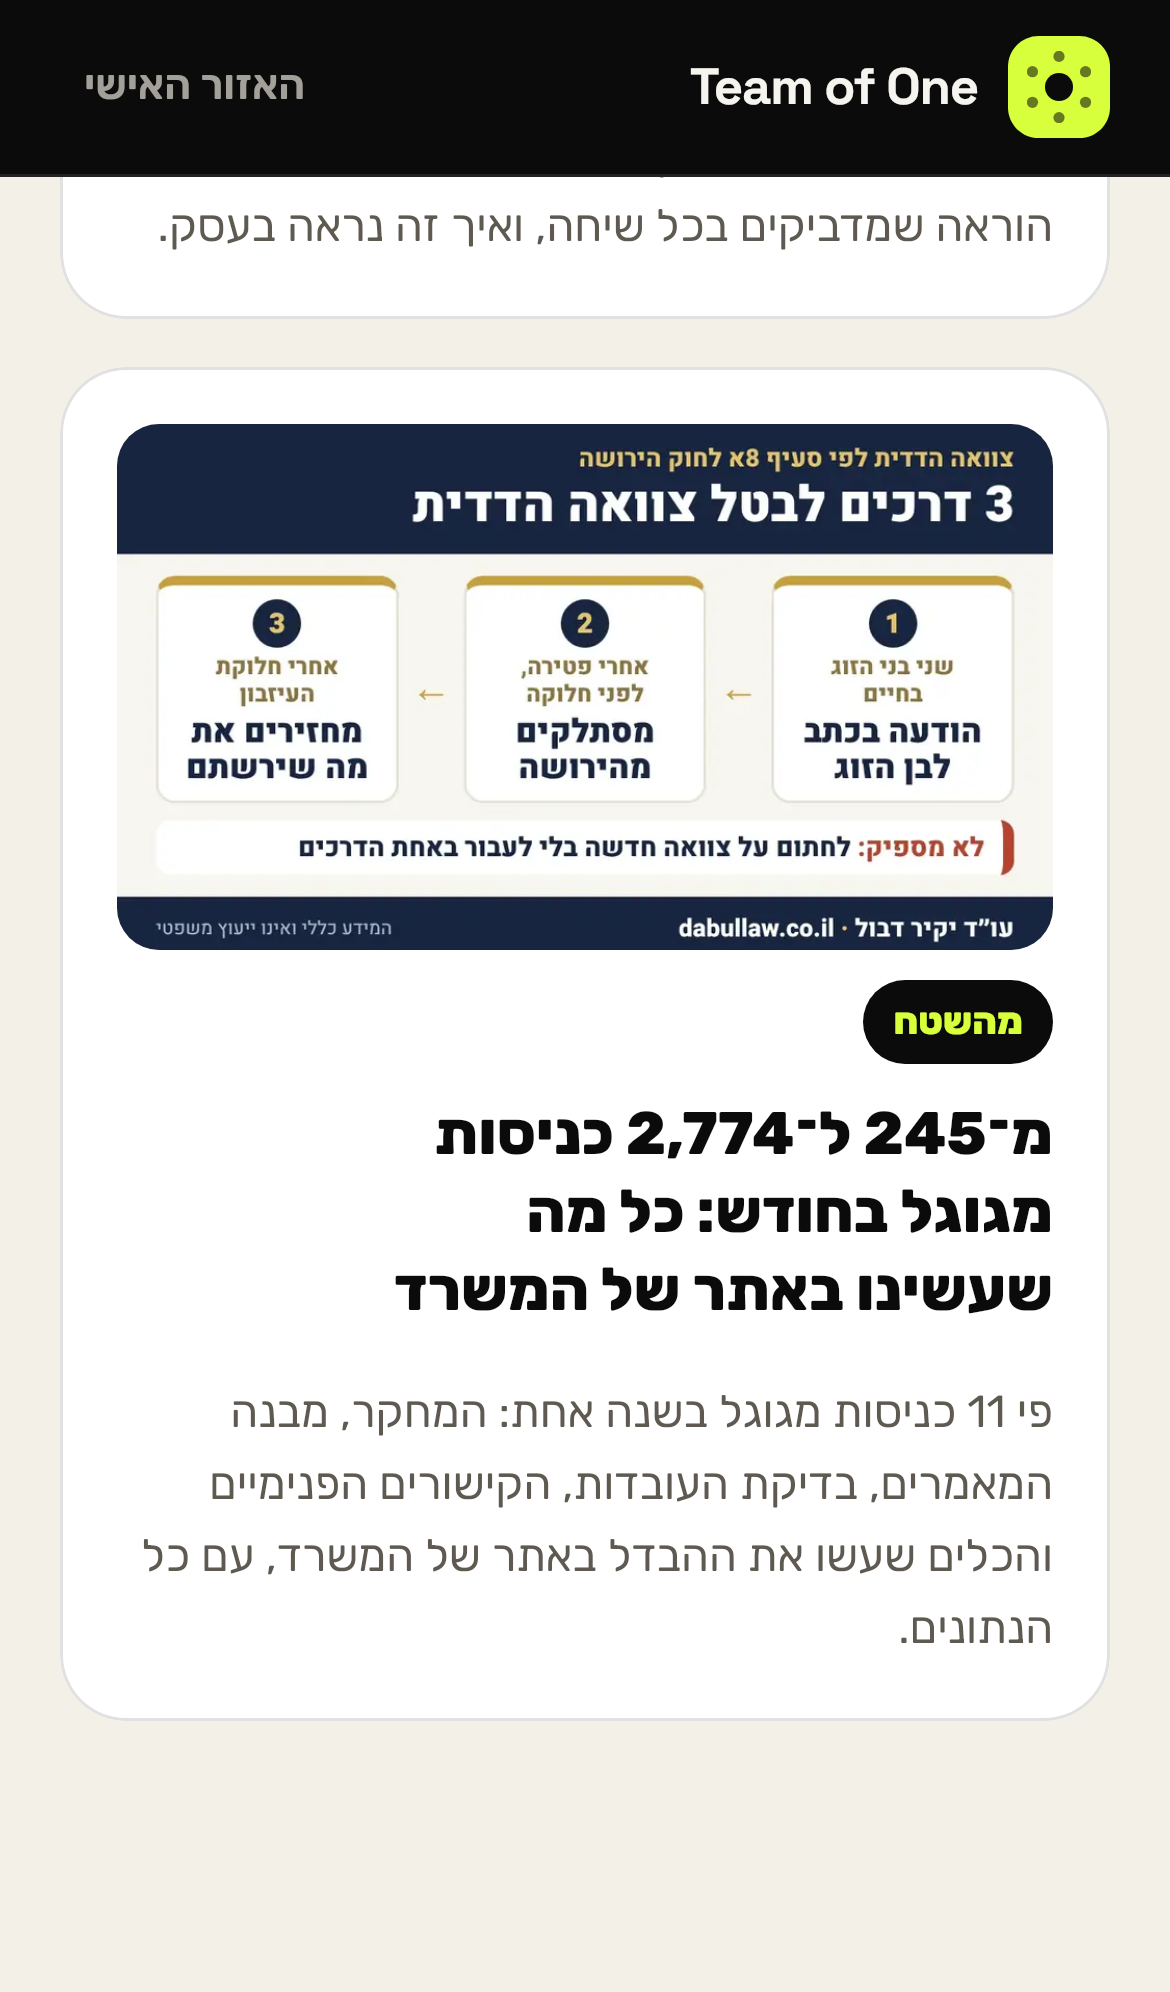 Team of One
האזור האישי
הוראה שמדביקים בכל שיחה, ואיך זה נראה בעסק.
צוואה הדדית לפי סעיף 8א לחוק הירושה
3 דרכים לבטל צוואה הדדית
1
שני בני הזוג
בחיים
הודעה בכתב
לבן הזוג
←
2
אחרי פטירה,
לפני חלוקה
מסתלקים
מהירושה
←
3
אחרי חלוקת
העיזבון
מחזירים את
מה שירשתם
לא מספיק: לחתום על צוואה חדשה בלי לעבור באחת הדרכים
עו״ד יקיר דבול · dabullaw.co.il
המידע כללי ואינו ייעוץ משפטי
מהשטח
מ־245 ל־2,774 כניסות
מגוגל בחודש: כל מה
שעשינו באתר של המשרד
פי 11 כניסות מגוגל בשנה אחת: המחקר, מבנה
המאמרים, בדיקת העובדות, הקישורים הפנימיים
והכלים שעשו את ההבדל באתר של המשרד, עם כל
הנתונים.